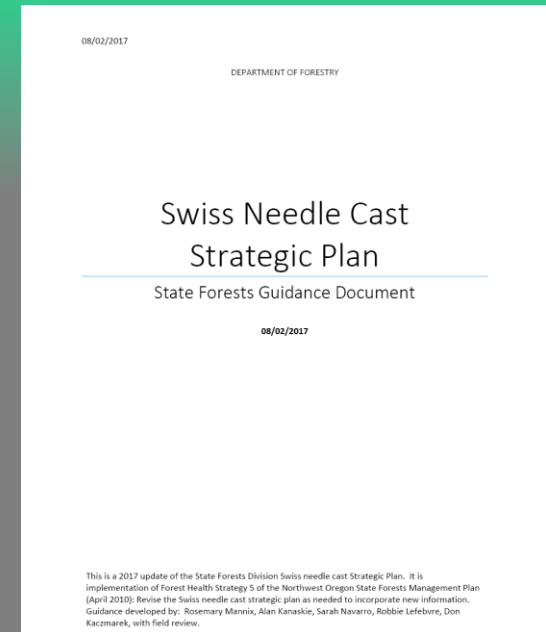 08/02/2017
DEPARTMENT OF FORESTRY
Swiss Needle Cast
Strategic Plan
State Forests Guidance Document
08/02/2017
This is a 2017 update of the State Forests Division Swiss needle cast Strategic Plan. It is
implementation of Forest Health Strategy 5 of the Northwest Oregon State Forests Management Plan
(April 2010): Revise the Swiss needle cast strategic plan as needed to incorporate new information.
Guidance developed by: Rosemary Mannix, Alan Kanaskie, Sarah Navarro, Robbie Lefebvre, Don
Kaczmarek, with field review.